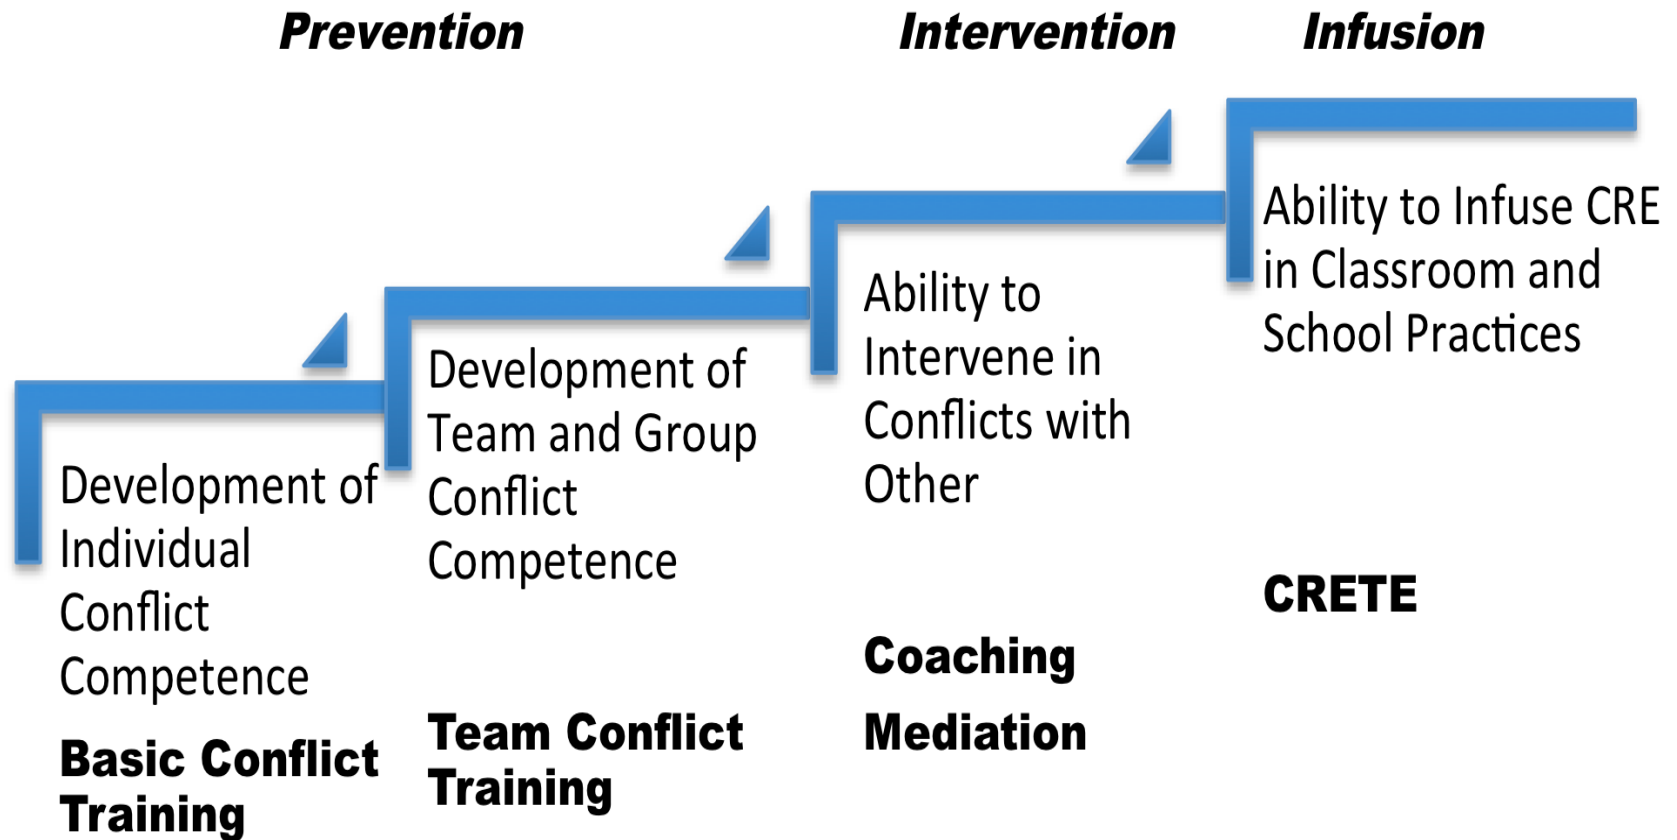 Prevention
Intervention
Infusion
Development of
Individual
Conflict
Competence
Basic Conflict
Training
Development of
Team and Group
Conflict
Competence
Team Conflict
Training
Ability to
Intervene in
Conflicts with
Other
Coaching
Mediation
Ability to Infuse CRE
in Classroom and
School Practices
CRETE